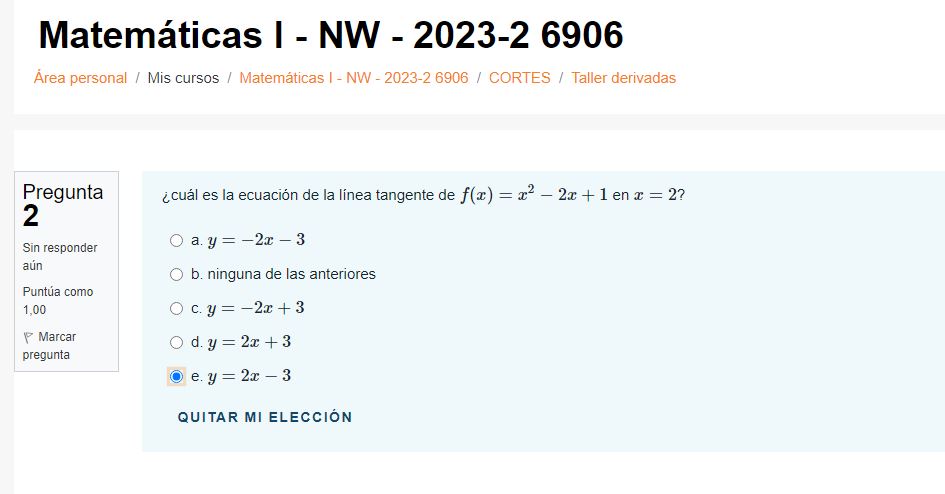 Matemáticas I - NW - 2023-2 6906
Área personal / Mis cursos / Matemáticas I - NW - 2023-2 6906 / CORTES / Taller derivadas
Pregunta
2
Sin responder
aún
Puntúa como
1,00
Marcar
pregunta
¿cuál es la ecuación de la línea tangente de f(x) = x² − 2x + 1 en x = 2?
a. y = −2x − 3
b. ninguna de las anteriores
c. y = −2x + 3
d. y = 2x + 3
e. y = 2x − 3
QUITAR MI ELECCIÓN